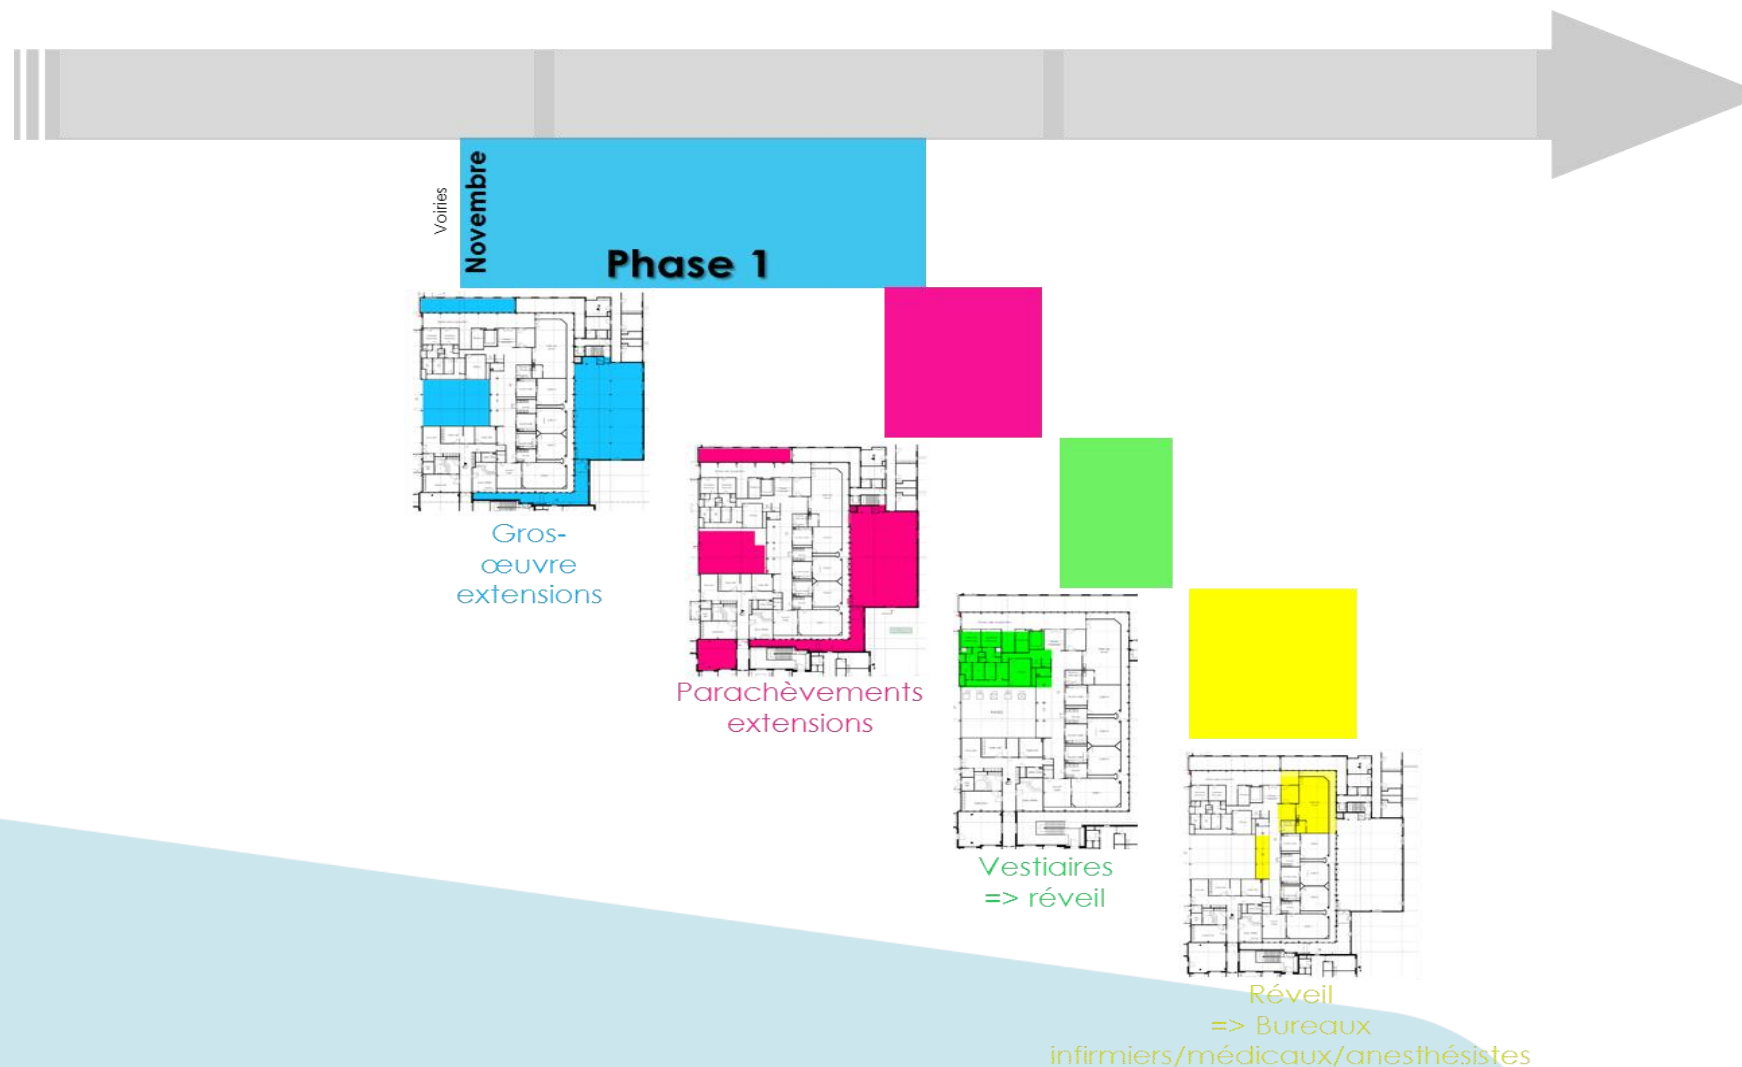 Voiries
Novembre
Phase 1
Gros-
œuvre
extensions
Parachèvements
extensions
Vestiaires
=> réveil
Réveil
=> Bureaux
infirmiers/médicaux/anesthésistes